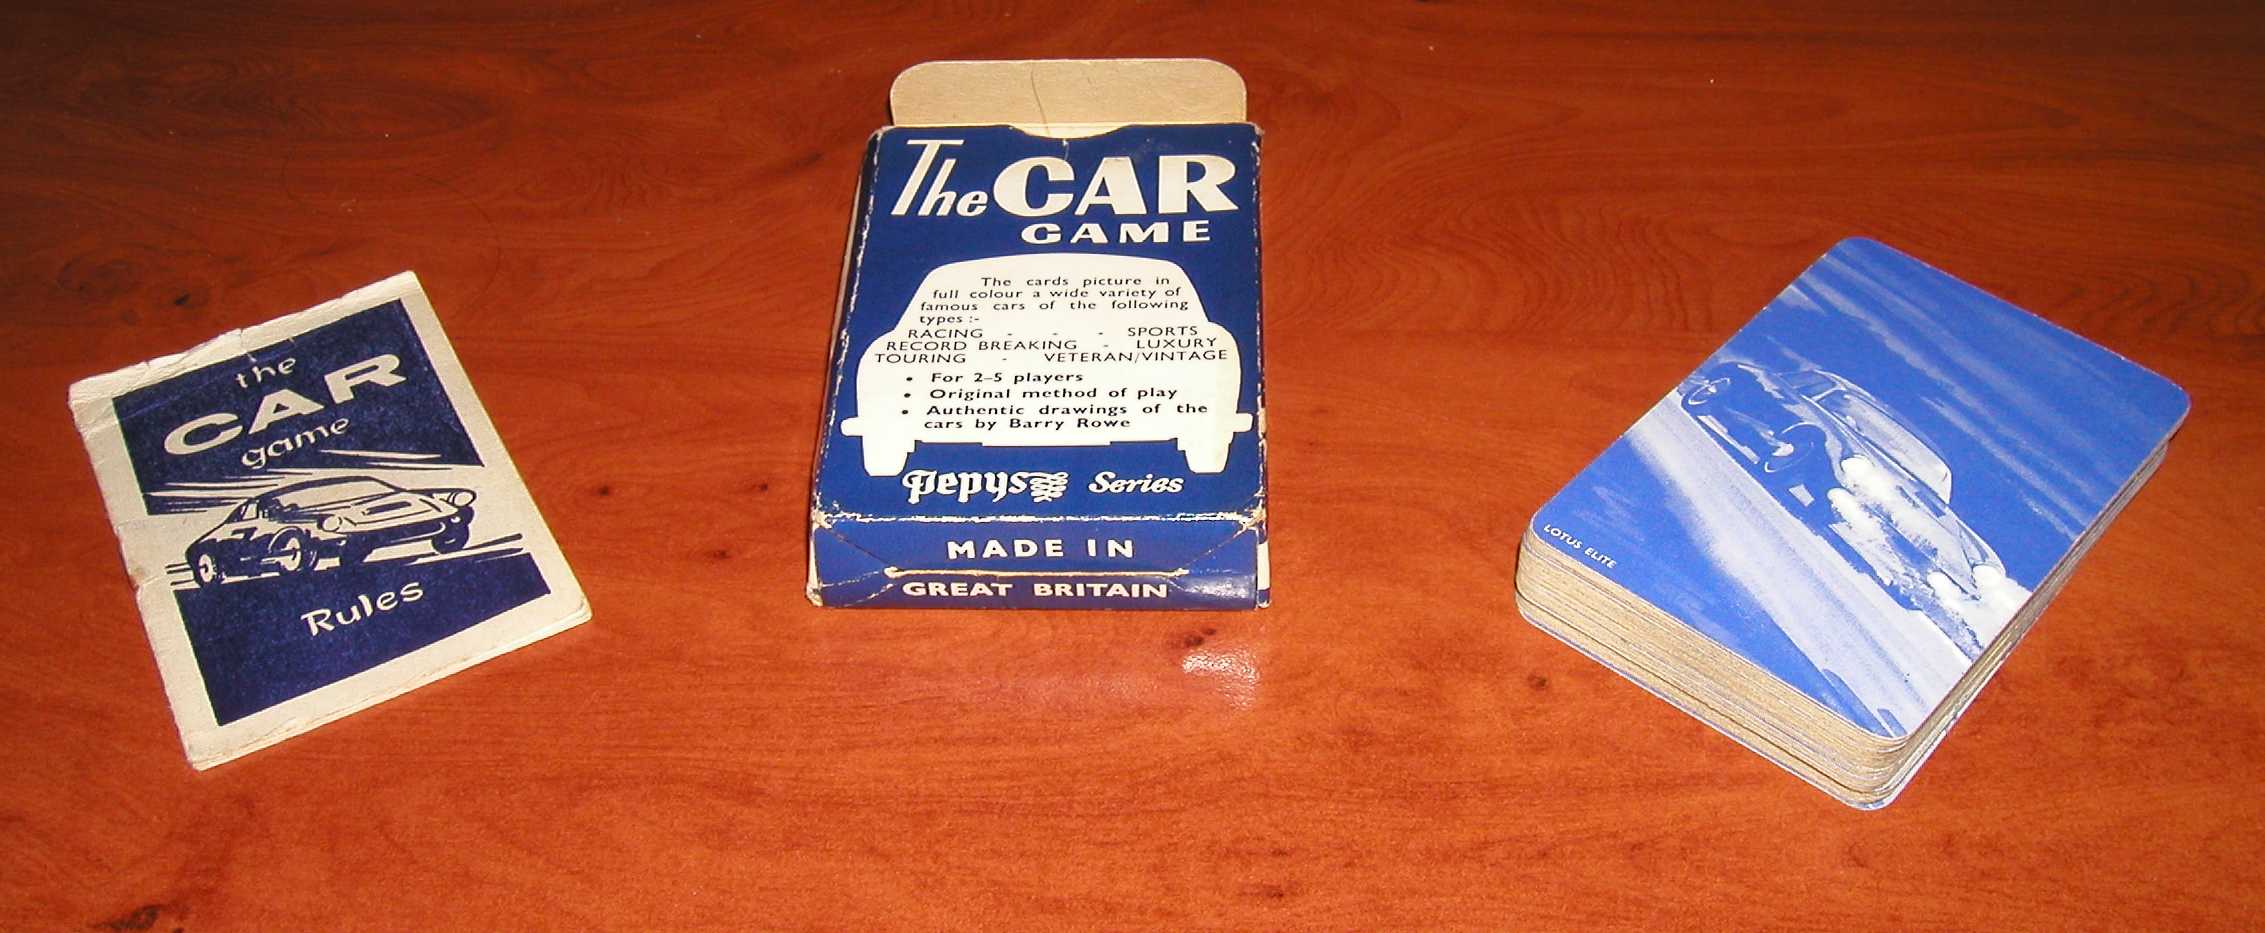 the
CAR
game
Rules
The CAR
GAME
The cards picture in
full colour a wide variety of
famous cars of the following
types :-
RACING - - - SPORTS
RECORD BREAKING - LUXURY
TOURING - VETERAN/VINTAGE
• For 2-5 players
• Original method of play
• Authentic drawings of the
cars by Barry Rowe
Pepys Series
MADE IN
GREAT BRITAIN
LOTUS ELITE